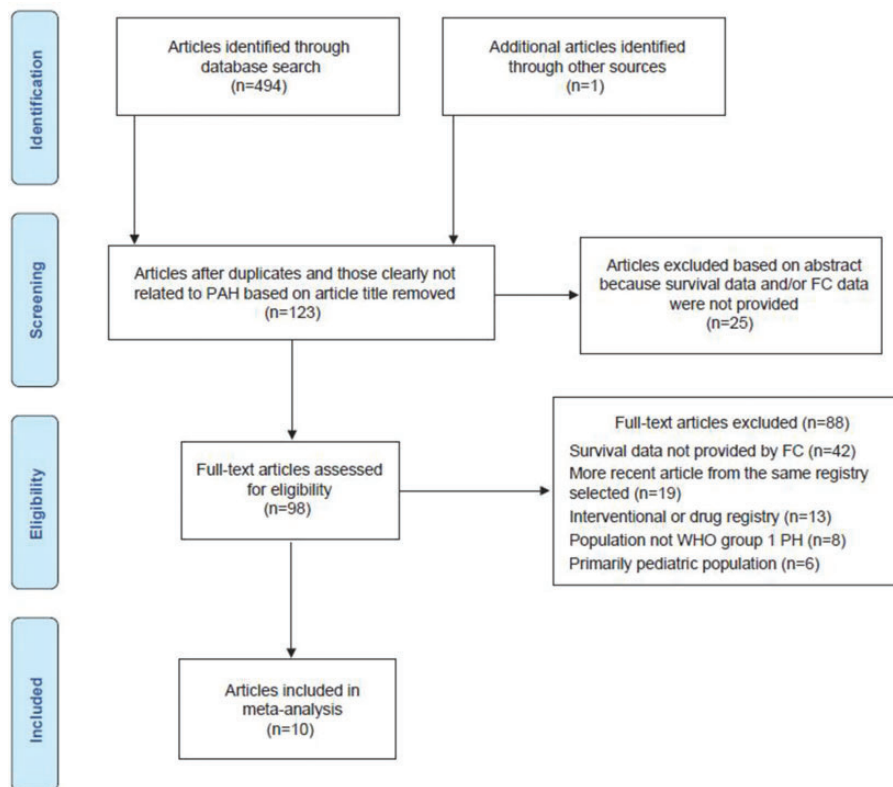 Identification
Articles identified through
database search
(n=494)
Additional articles identified
through other sources
(n=1)
Screening
Articles after duplicates and those clearly not
related to PAH based on article title removed
(n=123)
Articles excluded based on abstract
because survival data and/or FC data
were not provided
(n=25)
Eligibility
Full-text articles assessed
for eligibility
(n=98)
Full-text articles excluded (n=88)
Survival data not provided by FC (n=42)
More recent article from the same registry
selected (n=19)
Interventional or drug registry (n=13)
Population not WHO group 1 PH (n=8)
Primarily pediatric population (n=6)
Included
Articles included in
meta-analysis
(n=10)